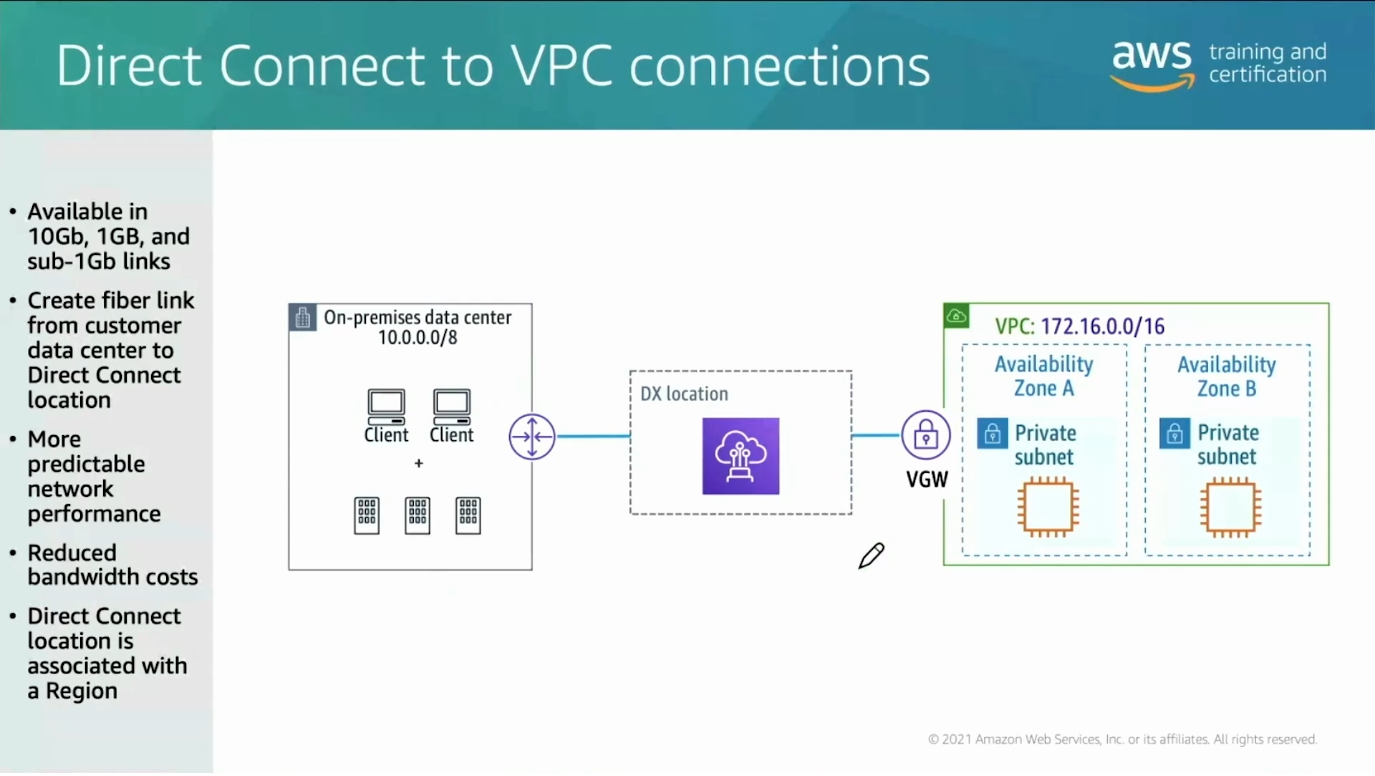 Direct Connect to VPC connections
aws training and
certification
• Available in
10Gb, 1GB, and
sub-1Gb links
• Create fiber link
from customer
data center to
Direct Connect
location
• More
predictable
network
performance
• Reduced
bandwidth costs
• Direct Connect
location is
associated with
a Region
On-premises data center
10.0.0.0/8
Client Client
+
DX location
VGW
VPC: 172.16.0.0/16
Availability
Zone A
Private
subnet
Availability
Zone B
Private
subnet
© 2021 Amazon Web Services, Inc. or its affiliates. All rights reserved.